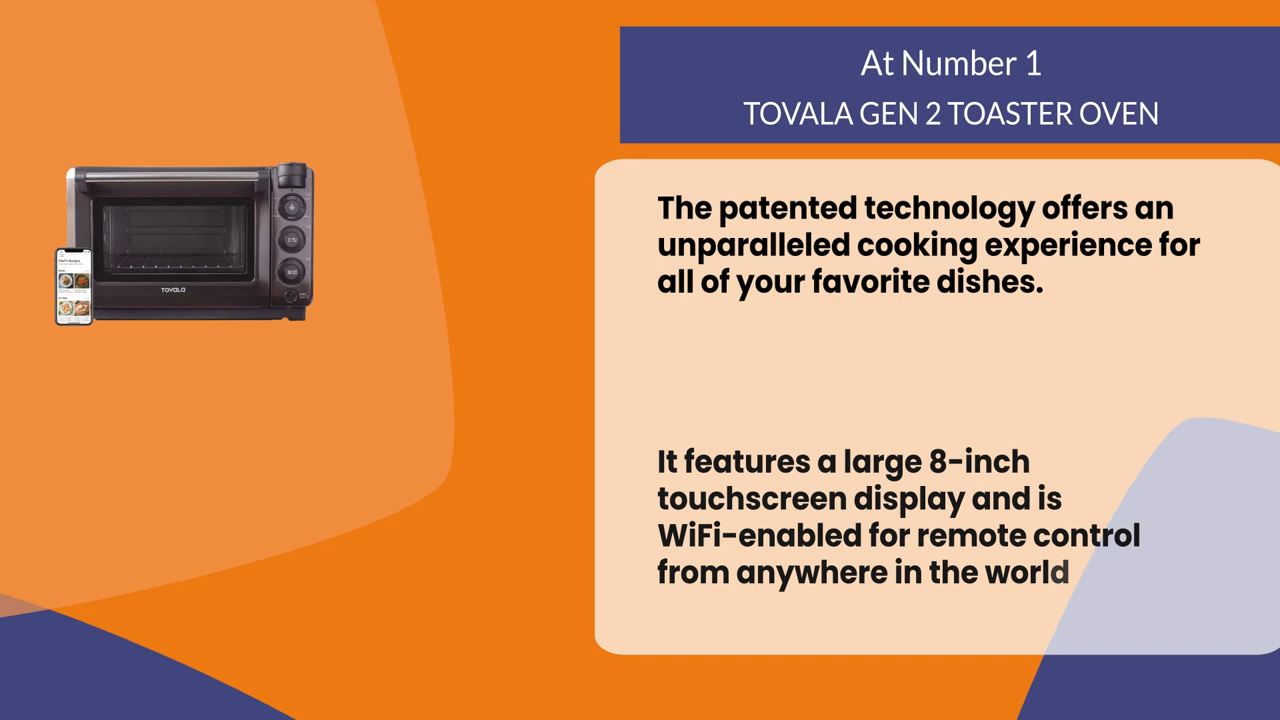 At Number 1
TOVALA GEN 2 TOASTER OVEN
The patented technology offers an
unparalleled cooking experience for
all of your favorite dishes.
TOVALA
It features a large 8-inch
touchscreen display and is
WiFi-enabled for remote control
from anywhere in the world